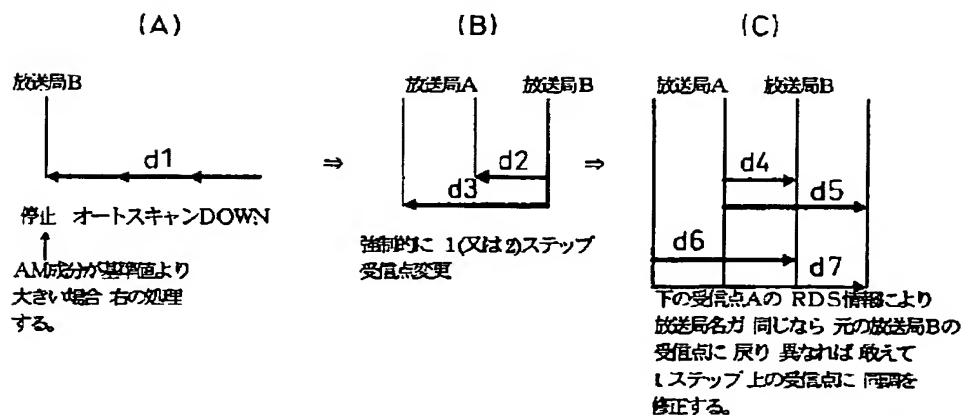 (A)
放送局B
d1
停止 オートスキャンDOWN
AM成分が基準値より
大きい場合 右の処理
する。
⇒
(B)
放送局A 放送局B
d2
d3
強制的に 1(又は2)ステップ
受信点変更
⇒
(C)
放送局A 放送局B
d4
d5
d6
d7
下の受信点Aの RDS情報により
放送局名が 同じなら 元の放送局Bの
受信点に 戻り 異なれば 敢えて
1ステップ 上の受信点に 同調を
修正する。